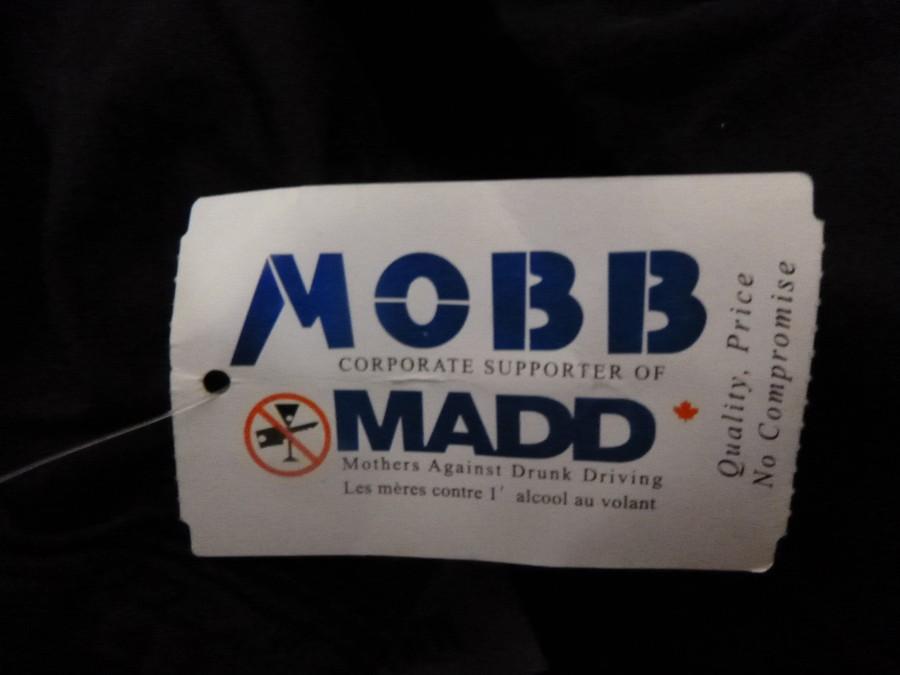 MOBB
CORPORATE SUPPORTER OF
MADD
Mothers Against Drunk Driving
Les mères contre l' alcool au volant
Quality, Price
No Compromise